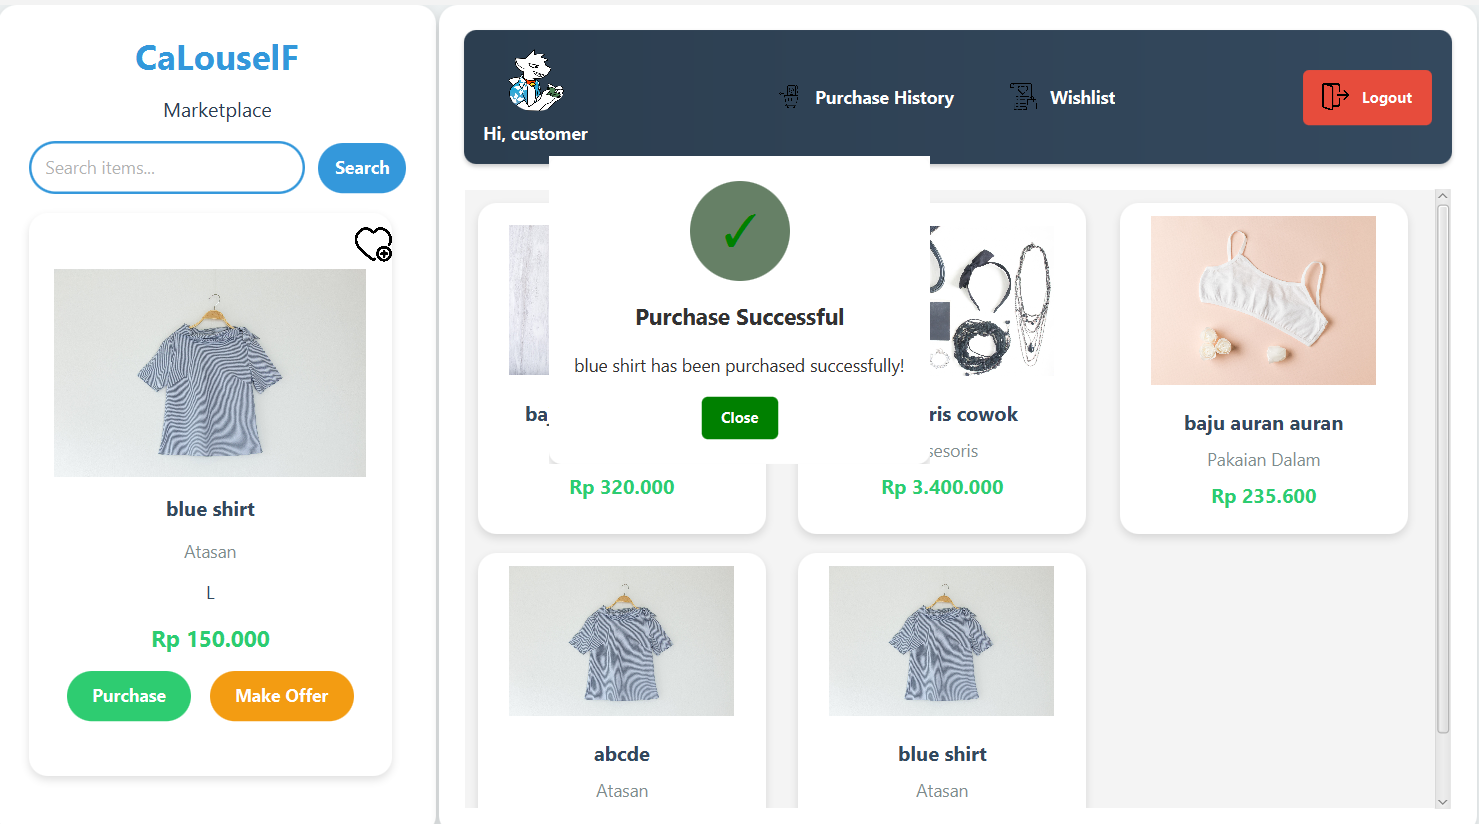 CaLouselF
Marketplace
Search items...
Search
blue shirt
Atasan
L
Rp 150.000
Purchase
Make Offer
Hi, customer
Purchase History
Wishlist
Logout
✓
Purchase Successful
blue shirt has been purchased successfully!
Close
Rp 320.000
ris cowok
sesoris
Rp 3.400.000
baju auran auran
Pakaian Dalam
Rp 235.600
abcde
Atasan
blue shirt
Atasan